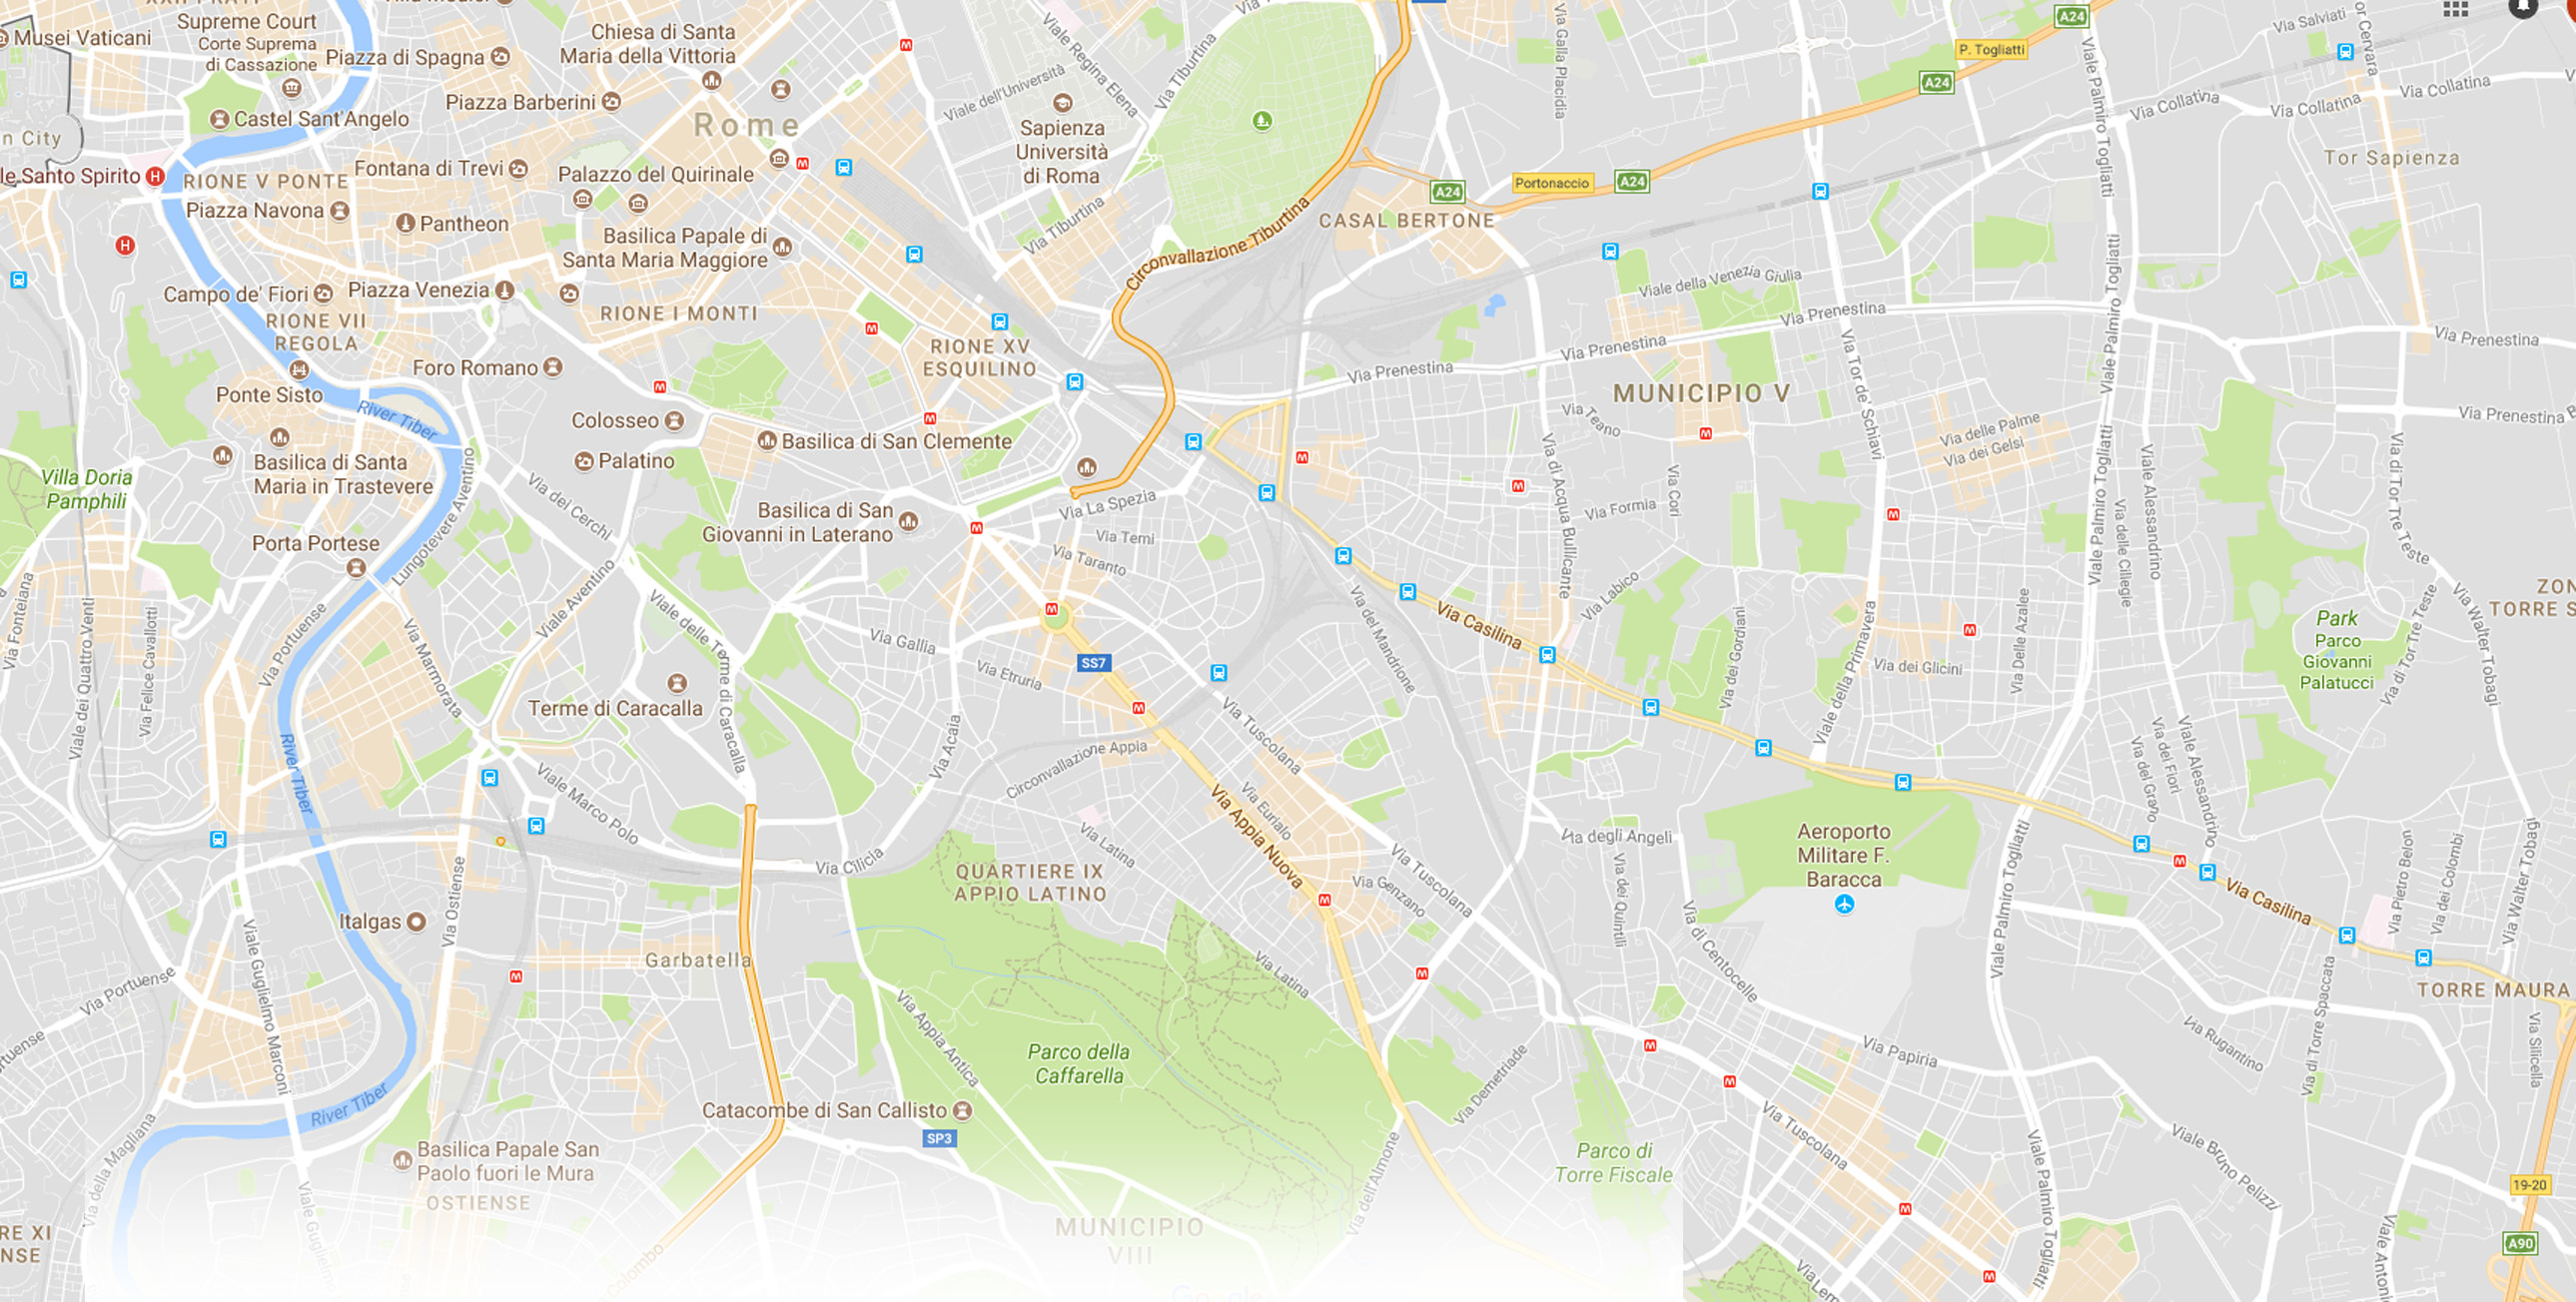 Supreme Court
Corte Suprema
di Cassazione
Musei Vaticani
Piazza di Spagna
Chiesa di Santa
Maria della Vittoria
Piazza Barberini
Castel Sant'Angelo
Rome
n City
Fontana di Trevi
Palazzo del Quirinale
le Santo Spirito
H
RIONE V PONTE
Piazza Navona
Pantheon
H
Basilica Papale di
Santa Maria Maggiore
Campo de' Fiori
Piazza Venezia
RIONE VII
REGOLA
RIONE I MONTI
Foro Romano
Ponte Sisto
River Tiber
Colosseo
Basilica di San Clemente
Palatino
Basilica di Santa
Maria in Trastevere
Villa Doria
Pamphili
Basilica di San
Giovanni in Laterano
Porta Portese
Lungotevere Aventino
Via dei Cerchi
Viale Aventino
Viale delle Terme di Caracalla
Terme di Caracalla
Via Marmorata
Via Portuense
Via Fonteiana
Viale dei Quattro Venti
Via Felice Cavallotti
River Tiber
Viale Marco Polo
Via Ostiense
Italgas
Garbatella
Viale Guglielmo Marconi
Via Portuense
River Tiber
Via della Magliana
Basilica Papale San
Paolo fuori le Mura
OSTIENSE
RE XI
NSE
Catacombe di San Callisto
SP3
Via Appia Antica
Parco della
Caffarella
MUNICIPIO
VIII
Google
Via dell'Almone
QUARTIERE IX
APPIO LATINO
Via Cilicia
Via Latina
Via Latina
Via Acaia
Circonvallazione Appia
Via Gallia
Via Etruria
SS7
Via Appia Nuova
Via Eurialo
Via Tuscolana
Via Tuscolana
Via Genzano
Via Taranto
Via Terni
Via La Spezia
RIONE XV
ESQUILINO
Viale Regina Elena
Viale dell'Università
Via Tiburtina
Sapienza
Università
di Roma
Via Tiburtina
Circonvallazione Tiburtina
CASAL BERTONE
A24
Portonaccio
A24
A24
P. Togliatti
A24
Via Galla Placidia
Viale Palmiro Togliatti
Via Salviati
or Cervara
Via Collatina
Via Collatina
Via Collatina
Tor Sapienza
Viale della Venezia Giulia
Via Prenestina
Via Prenestina
Via Prenestina
Via Prenestina
Via Prenestina
MUNICIPIO V
Via Teano
Via Tor de' Schiavi
Viale Palmiro Togliatti
Via delle Palme
Via dei Gelsi
Via di Acqua Bullicante
Via Formia
Via Cori
Via Labico
Viale Palmiro Togliatti
Viale Alessandrino
Via delle Ciliegie
Via di Tor Tre Teste
Via di Tor Tre Teste
Via Walter Tobagi
ZON
TORRE S
Park
Parco
Giovanni
Palatucci
Via Casilina
Via del Mandrione
Via dei Gordiani
Viale della Primavera
Via dei Glicini
Via Delle Azalee
Via dei Fiori
Via del Grano
Viale Alessandrino
Via degli Angeli
Via dei Quintili
Aeroporto
Militare F.
Baracca
Via di Centocelle
Viale Palmiro Togliatti
Via Casilina
Via Pietro Belon
Via dei Colombi
Via Walter Tobagi
TORRE MAURA
Via di Torre Spaccata
Via Rugantino
Via Silicella
Via Papiria
Via Demetriade
Parco di
Torre Fiscale
Via Tuscolana
Viale Palmiro Togliatti
Viale Bruno Pelizzi
19-20
A90